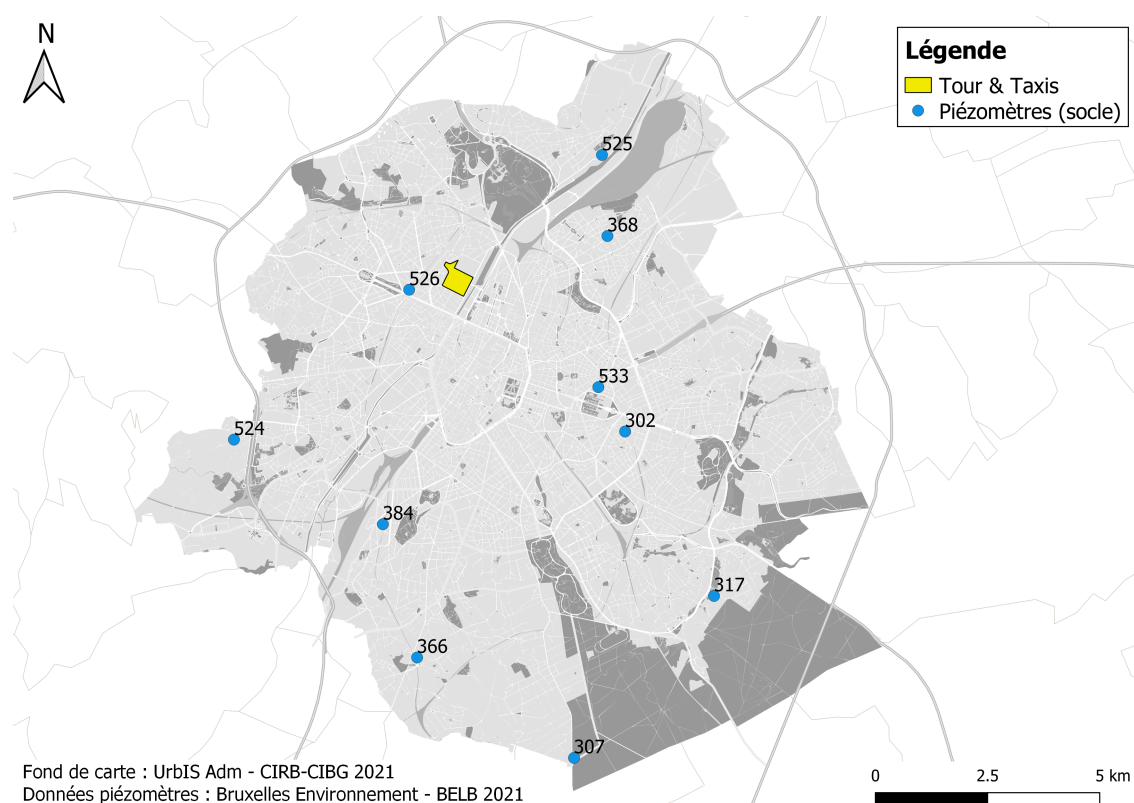 N
Légende
Tour & Taxis
Piézomètres (socle)
525
368
526
533
302
524
384
317
366
307
Fond de carte : UrbIS Adm - CIRB-CIBG 2021
Données piézomètres : Bruxelles Environnement - BELB 2021
0 2.5 5 km